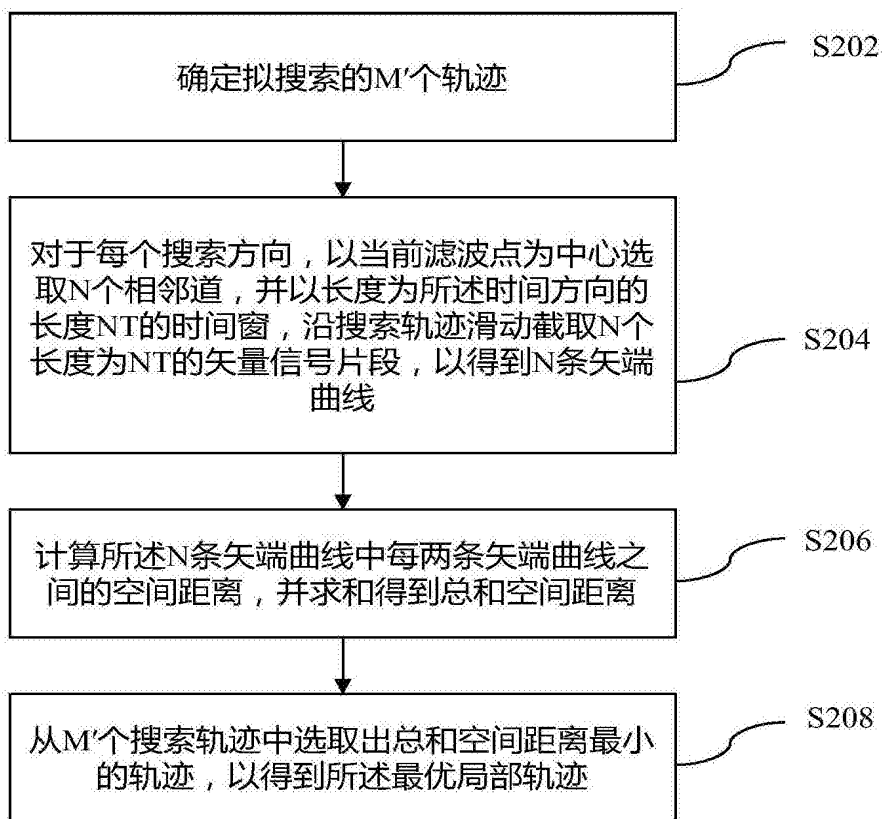 确定拟搜索的M′个轨迹
S202
对于每个搜索方向，以当前滤波点为中心选
取N个相邻道，并以长度为所述时间方向的
长度NT的时间窗，沿搜索轨迹滑动截取N个
长度为NT的矢量信号片段，以得到N条矢端
曲线
S204
计算所述N条矢端曲线中每两条矢端曲线之
间的空间距离，并求和得到总和空间距离
S206
从M′个搜索轨迹中选取出总和空间距离最小
的轨迹，以得到所述最优局部轨迹
S208